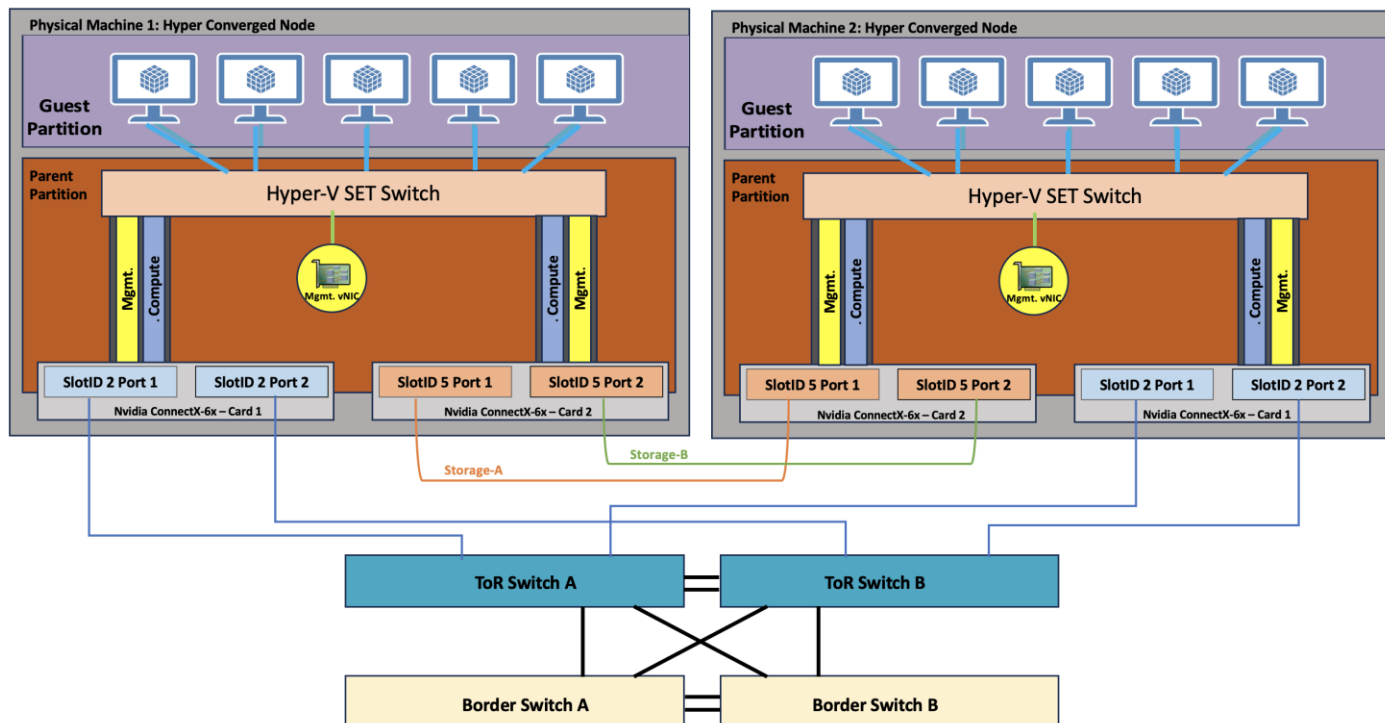 Physical Machine 1: Hyper Converged Node
Guest
Partition
Parent
Partition
Hyper-V SET Switch
Mgmt.
. Compute
Mgmt. vNIC
. Compute
Mgmt.
SlotID 2 Port 1
SlotID 2 Port 2
SlotID 5 Port 1
SlotID 5 Port 2
Nvidia ConnectX-6x – Card 1
Nvidia ConnectX-6x – Card 2
Physical Machine 2: Hyper Converged Node
Guest
Partition
Parent
Partition
Hyper-V SET Switch
Mgmt.
. Compute
Mgmt. vNIC
. Compute
Mgmt.
SlotID 5 Port 1
SlotID 5 Port 2
SlotID 2 Port 1
SlotID 2 Port 2
Nvidia ConnectX-6x – Card 2
Nvidia ConnectX-6x – Card 1
Storage-B
Storage-A
ToR Switch A
ToR Switch B
Border Switch A
Border Switch B